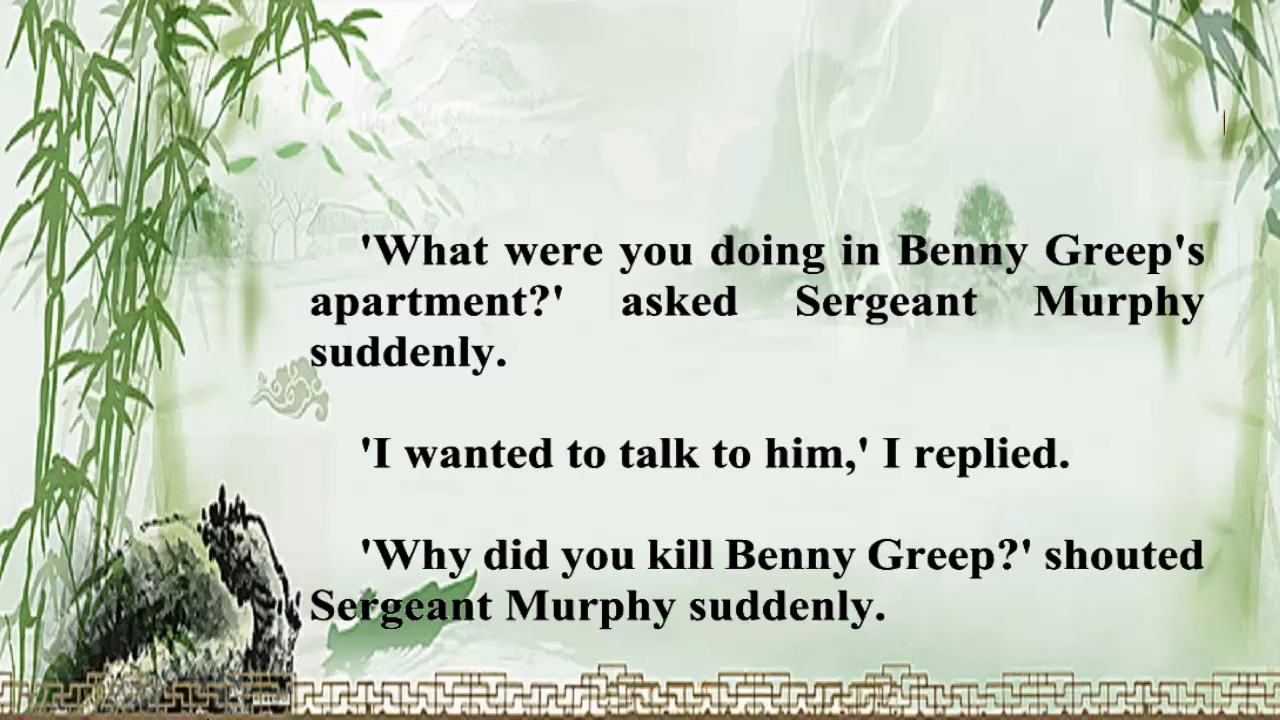 'What were you doing in Benny Greep's
apartment?' asked Sergeant Murphy
suddenly.
'I wanted to talk to him,' I replied.
'Why did you kill Benny Greep?' shouted
Sergeant Murphy suddenly.